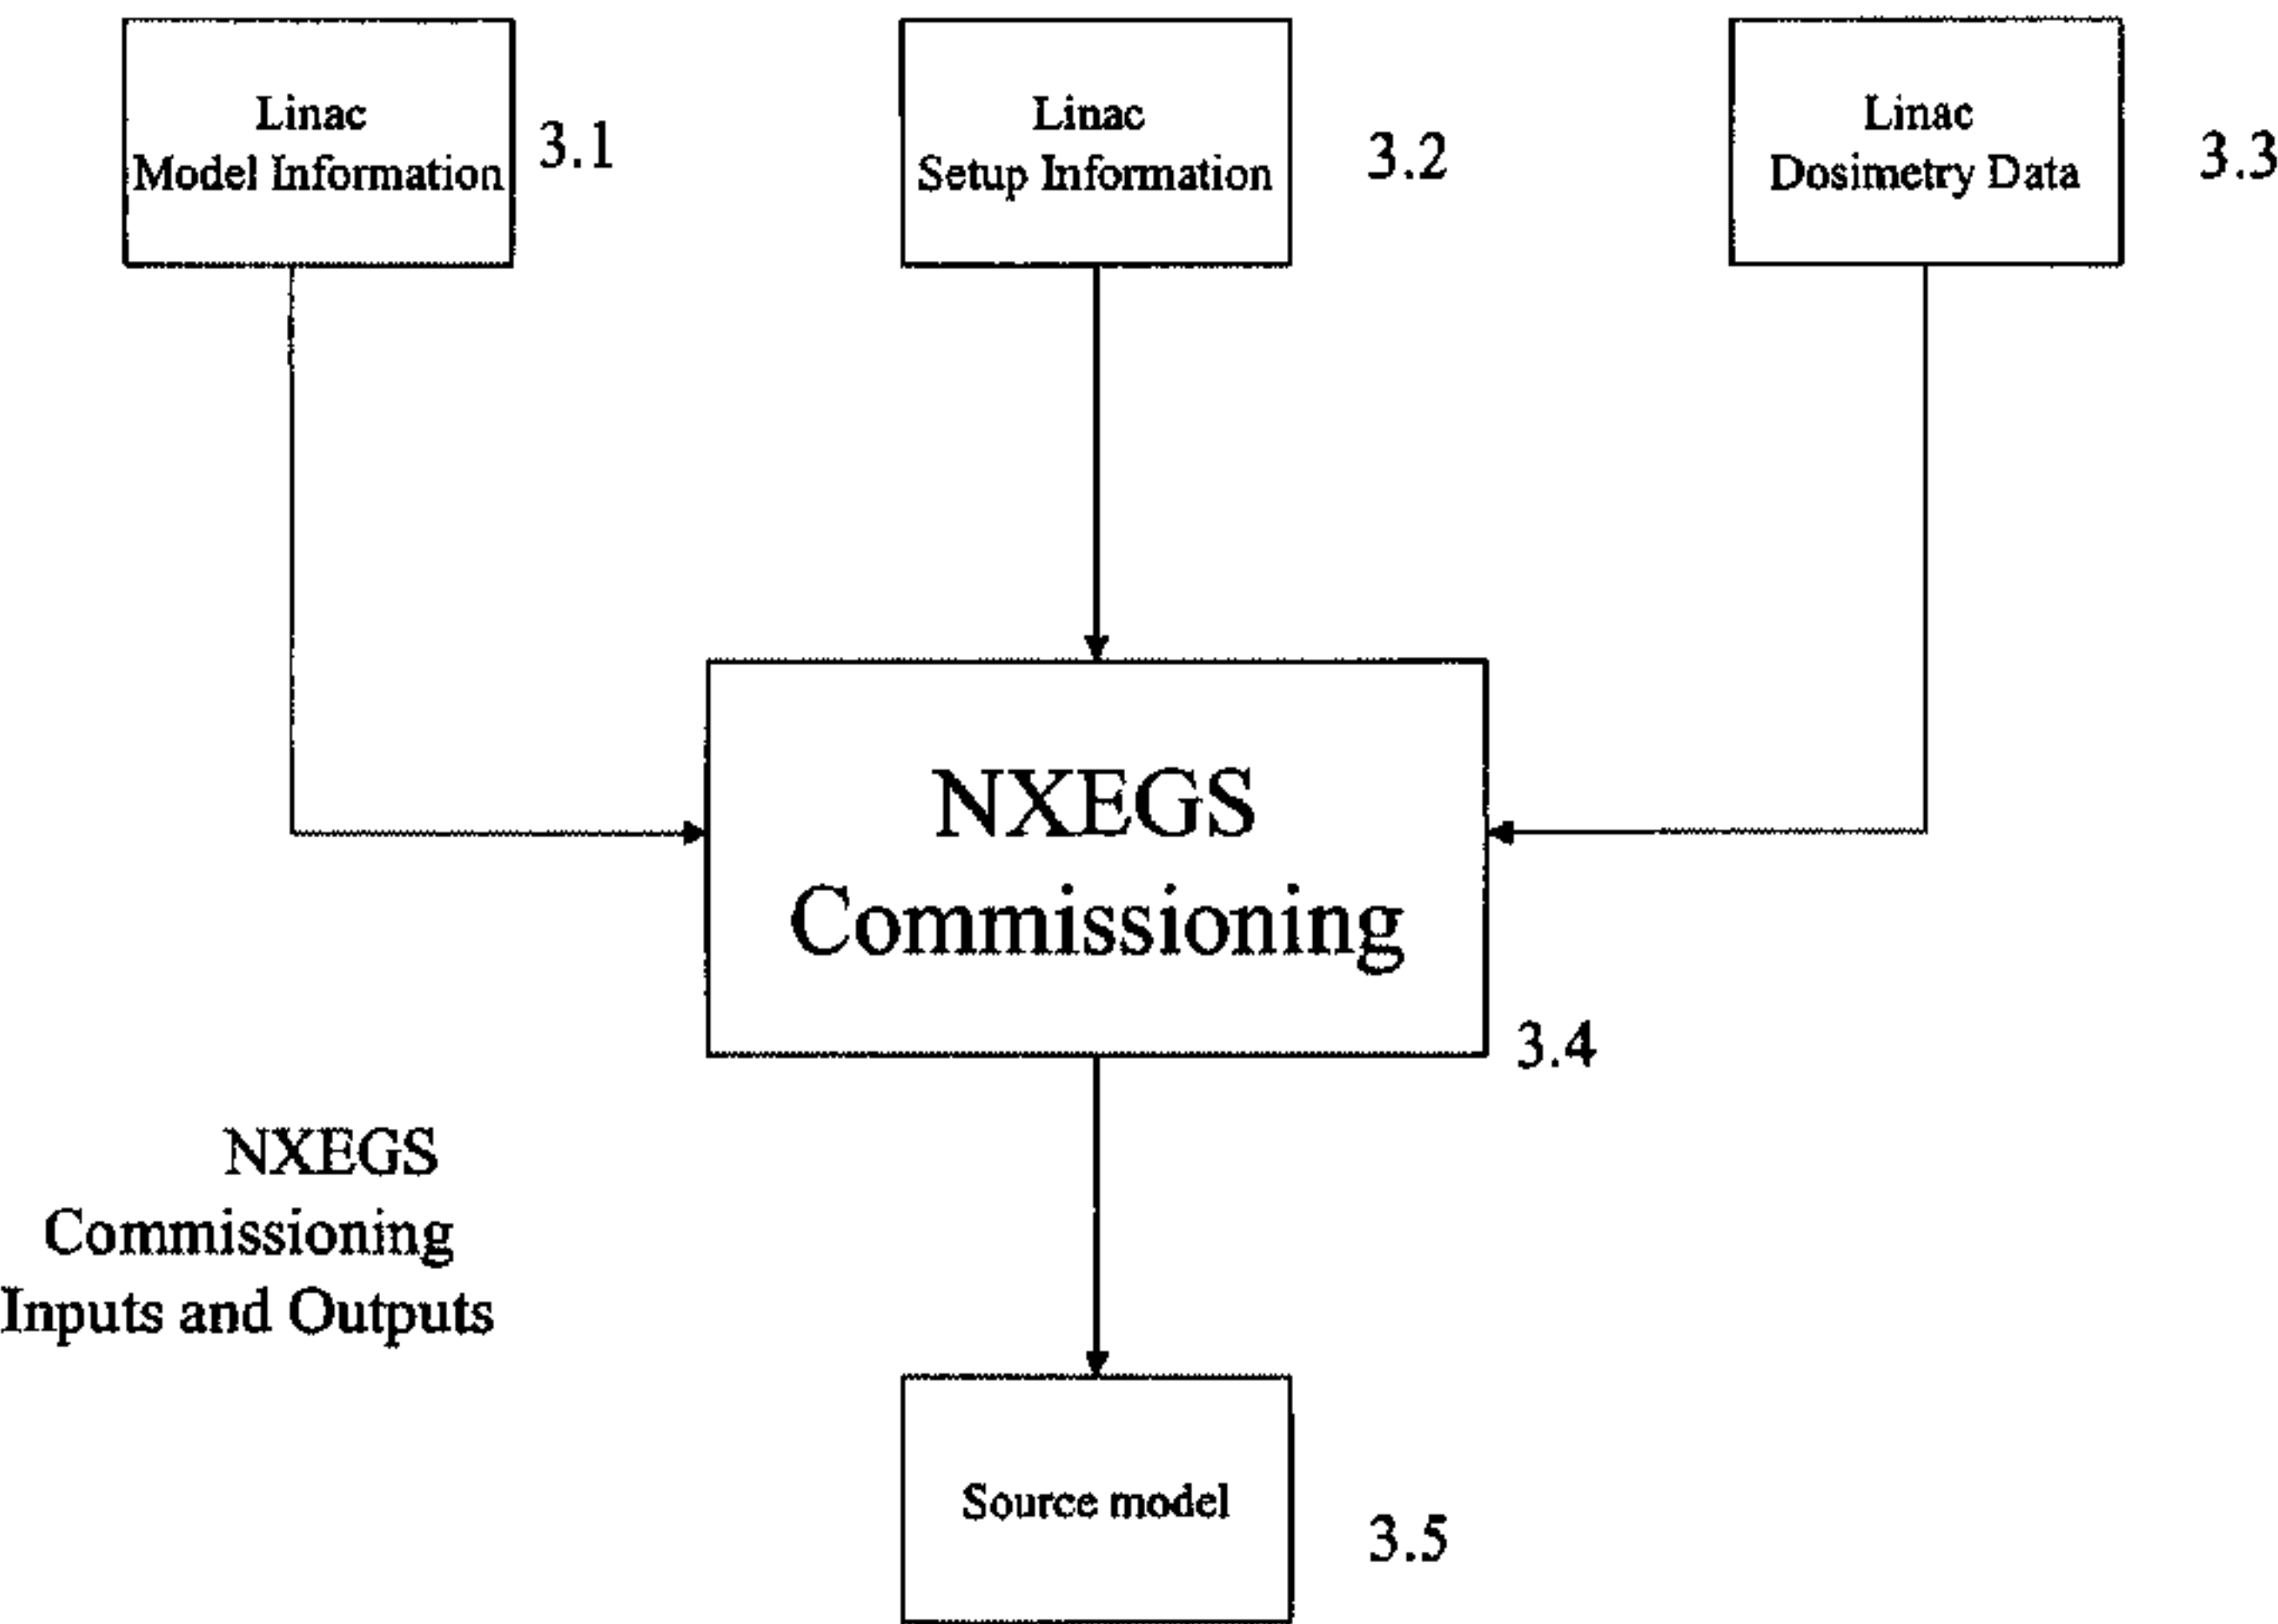 Linac
Model Information
3.1
Linac
Setup Information
3.2
Linac
Dosimetry Data
3.3
NXEGS
Commissioning
3.4
NXEGS
Commissioning
Inputs and Outputs
Source model
3.5